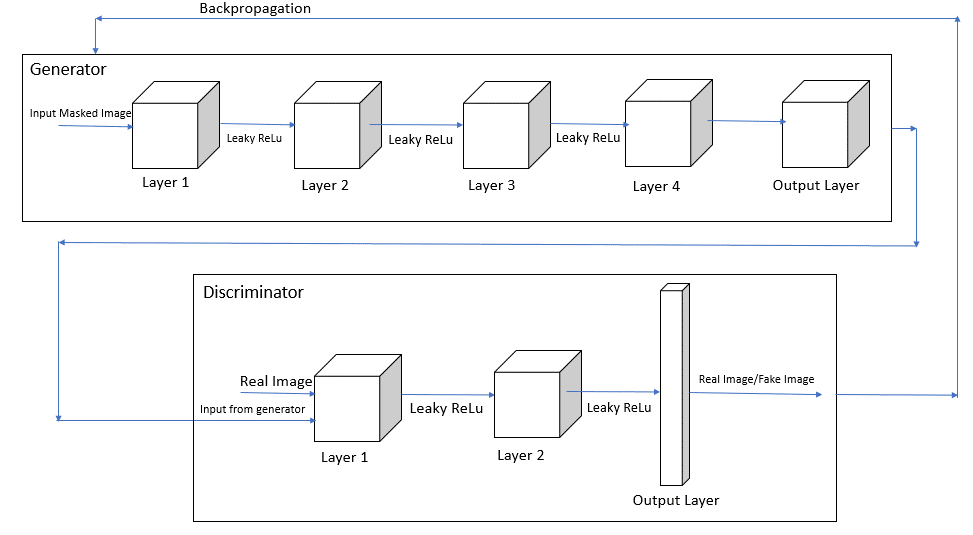 Backpropagation
Generator
Input Masked Image
Leaky ReLu
Leaky ReLu
Leaky ReLu
Layer 1
Layer 2
Layer 3
Layer 4
Output Layer
Discriminator
Real Image
Input from generator
Leaky ReLu
Leaky ReLu
Real Image/Fake Image
Layer 1
Layer 2
Output Layer